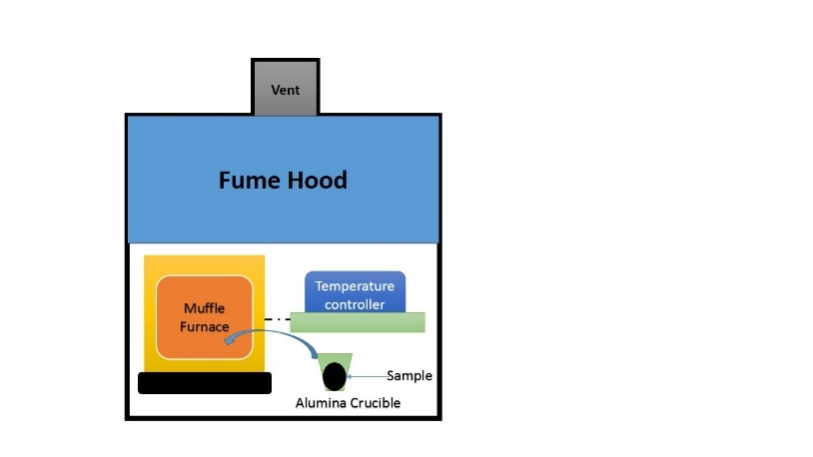 Vent
Fume Hood
Temperature
controller
Muffle
Furnace
Sample
Alumina Crucible